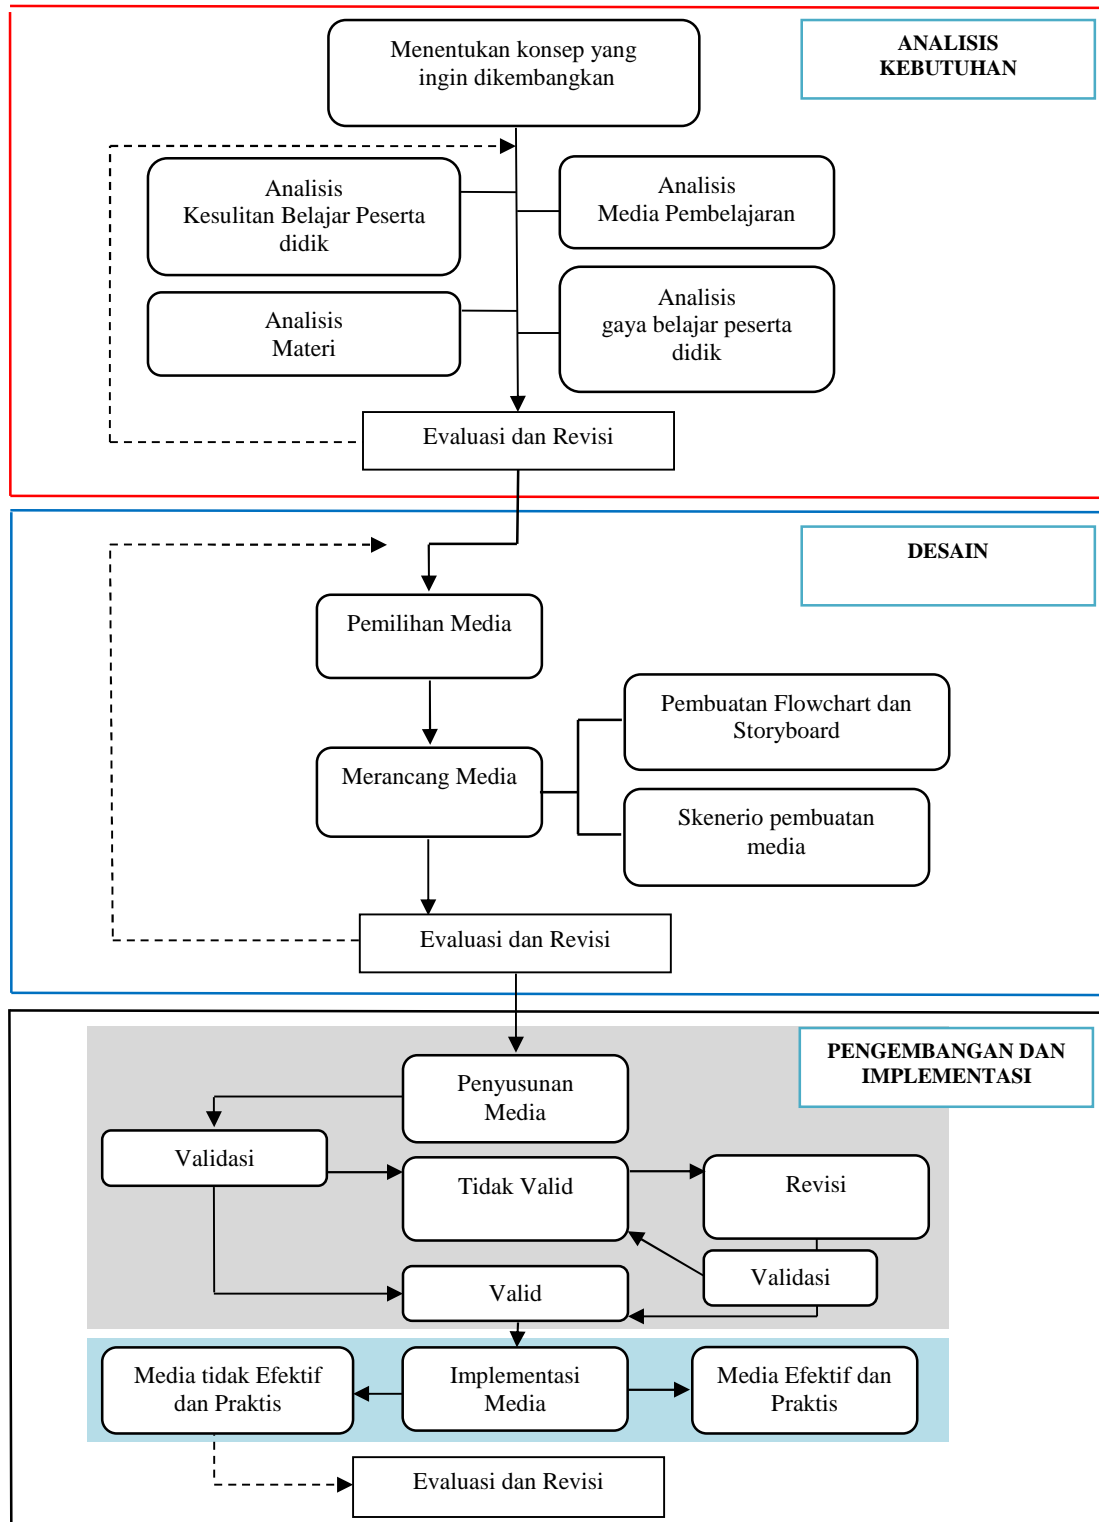 ANALISIS
KEBUTUHAN
Menentukan konsep yang
ingin dikembangkan
Analisis
Kesulitan Belajar Peserta
didik
Analisis
Media Pembelajaran
Analisis
Materi
Analisis
gaya belajar peserta
didik
Evaluasi dan Revisi
DESAIN
Pemilihan Media
Pembuatan Flowchart dan
Storyboard
Merancang Media
Skenerio pembuatan
media
Evaluasi dan Revisi
PENGEMBANGAN DAN
IMPLEMENTASI
Penyusunan
Media
Validasi
Tidak Valid
Revisi
Validasi
Valid
Media tidak Efektif
dan Praktis
Implementasi
Media
Media Efektif dan
Praktis
Evaluasi dan Revisi